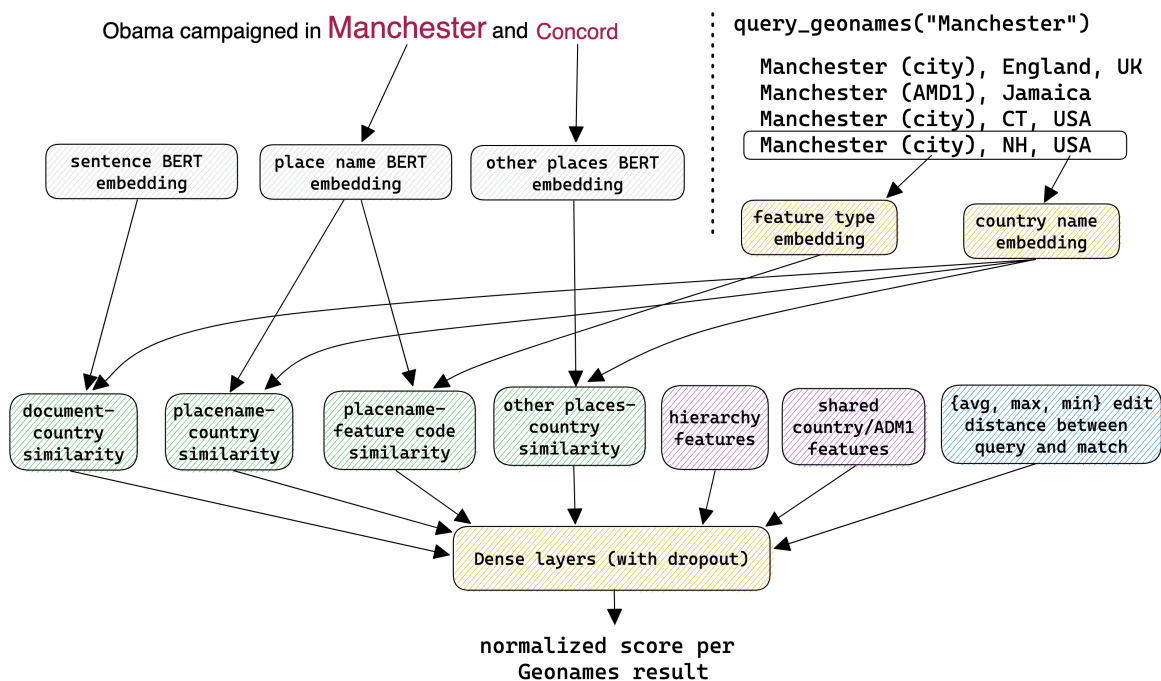 Obama campaigned in Manchester and Concord
query_geonames("Manchester")
Manchester (city), England, UK
Manchester (AMD1), Jamaica
Manchester (city), CT, USA
Manchester (city), NH, USA
sentence BERT
embedding
place name BERT
embedding
other places BERT
embedding
feature type
embedding
country name
embedding
document-
country
similarity
placename-
country
similarity
placename-
feature code
similarity
other places-
country
similarity
hierarchy
features
shared
country/ADM1
features
{avg, max, min} edit
distance between
query and match
Dense layers (with dropout)
normalized score per
Geonames result